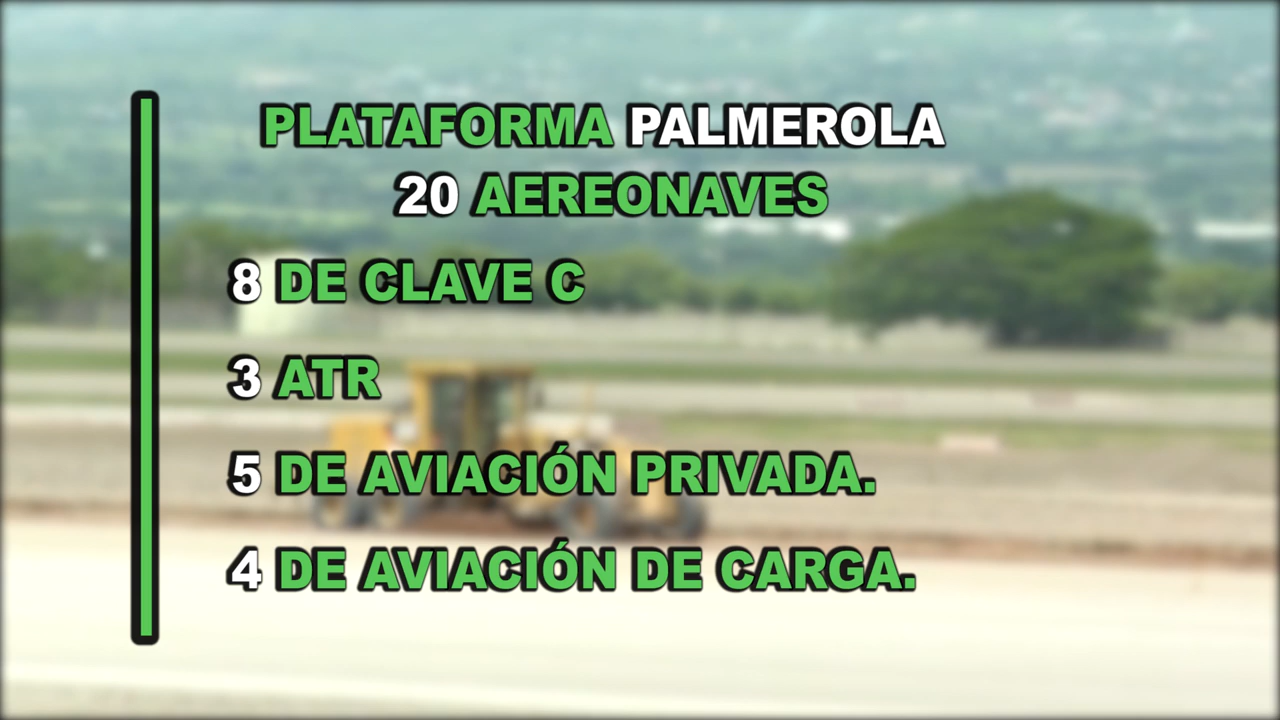 PLATAFORMA PALMEROLA
20 AEREONAVES
8 DE CLAVE C
3 ATR
5 DE AVIACIÓN PRIVADA.
4 DE AVIACIÓN DE CARGA.